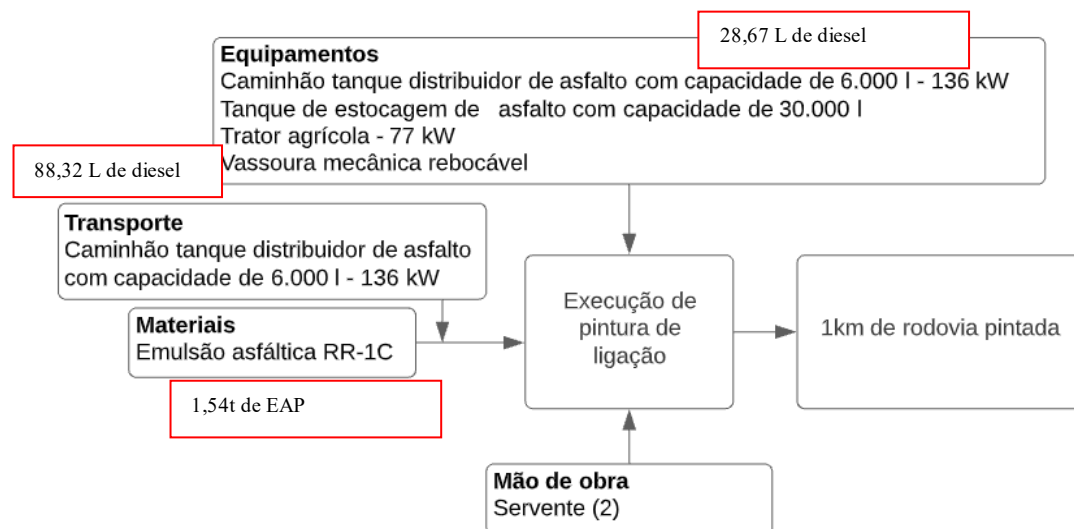 28,67 L de diesel
Equipamentos
Caminhão tanque distribuidor de asfalto com capacidade de 6.000 l - 136 kW
Tanque de estocagem de asfalto com capacidade de 30.000 l
Trator agrícola - 77 kW
Vassoura mecânica rebocável
88,32 L de diesel
Transporte
Caminhão tanque distribuidor de asfalto
com capacidade de 6.000 l - 136 kW
Materiais
Emulsão asfáltica RR-1C
1,54t de EAP
Execução de
pintura de
ligação
1km de rodovia pintada
Mão de obra
Servente (2)